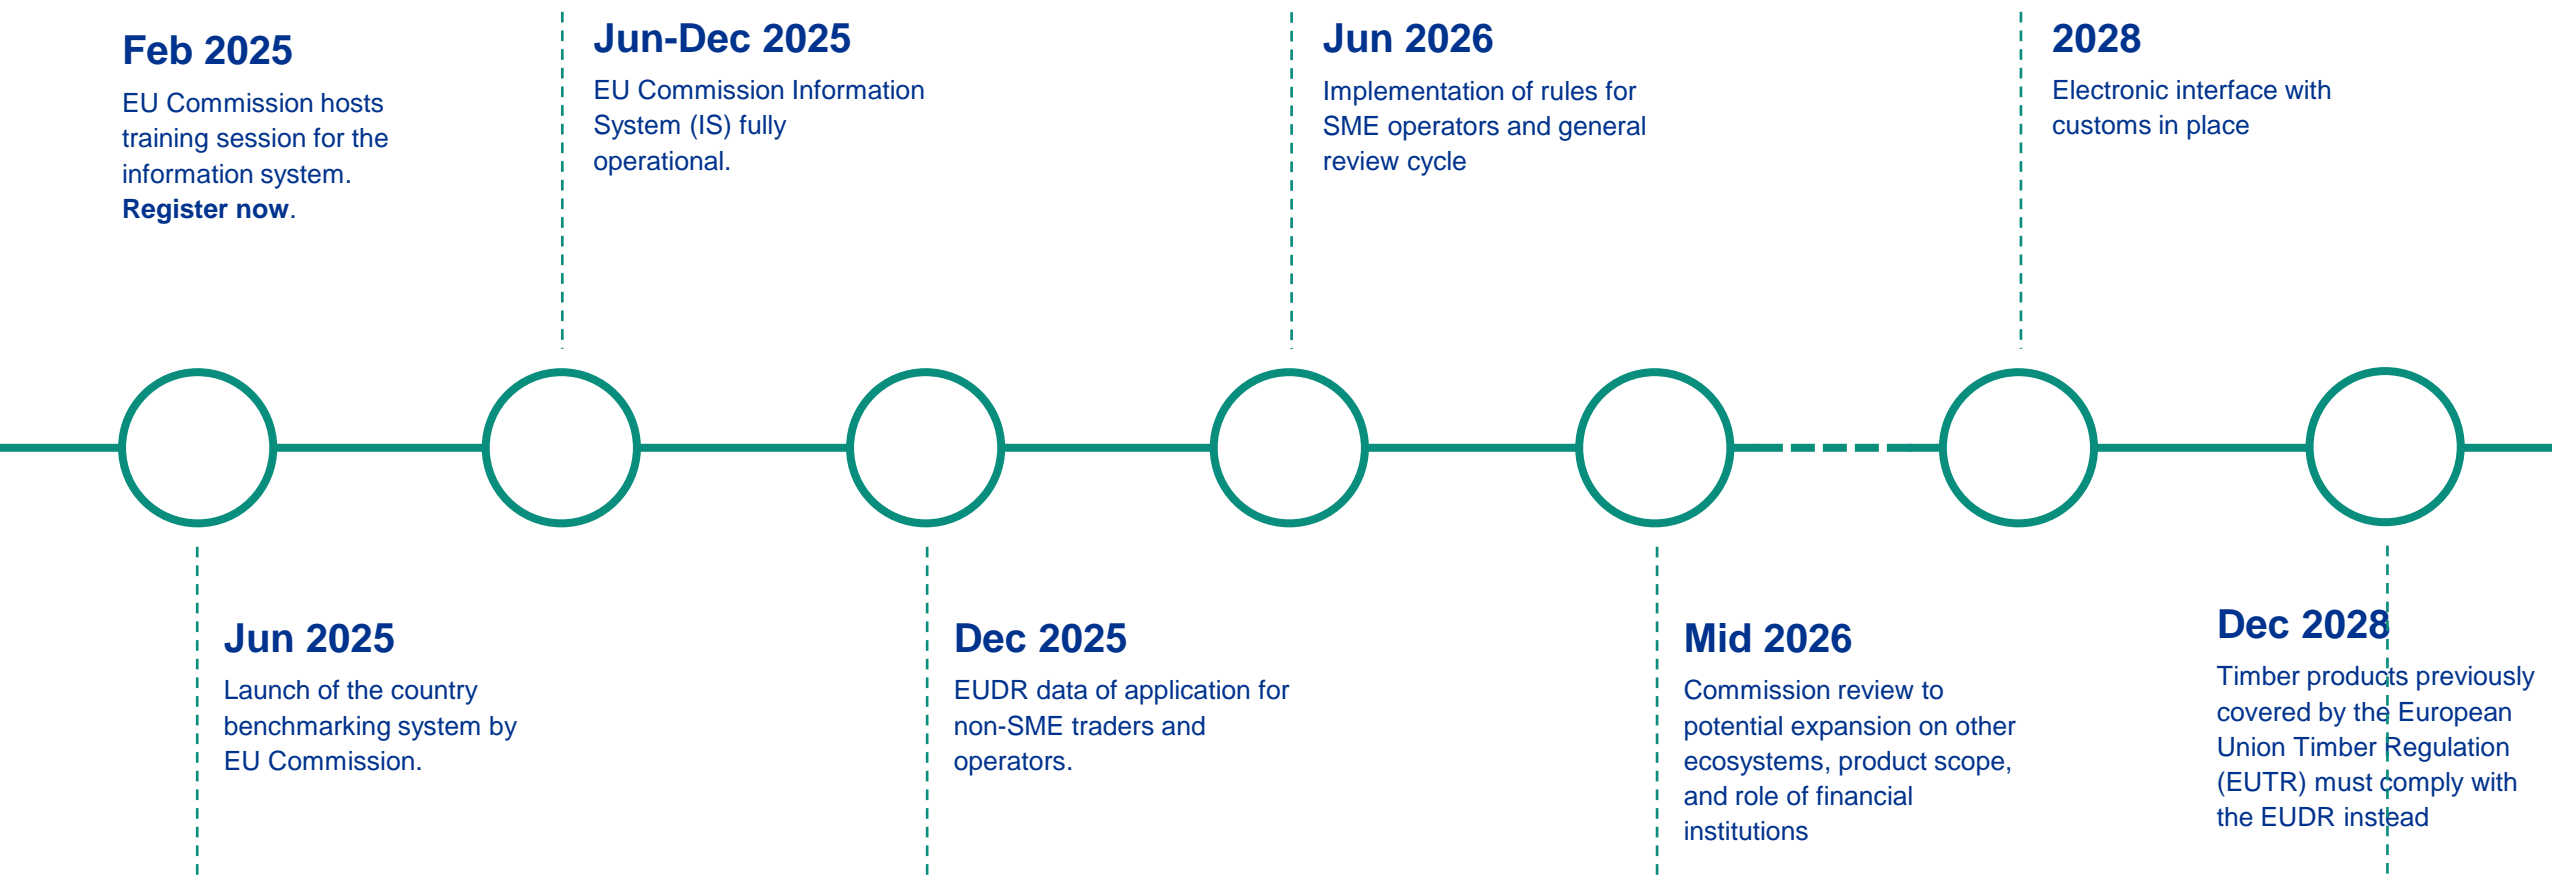 Feb 2025
EU Commission hosts
training session for the
information system.
Register now.
Jun-Dec 2025
EU Commission Information
System (IS) fully
operational.
Jun 2026
Implementation of rules for
SME operators and general
review cycle
2028
Electronic interface with
customs in place
Jun 2025
Launch of the country
benchmarking system by
EU Commission.
Dec 2025
EUDR data of application for
non-SME traders and
operators.
Mid 2026
Commission review to
potential expansion on other
ecosystems, product scope,
and role of financial
institutions
Dec 2028
Timber products previously
covered by the European
Union Timber Regulation
(EUTR) must comply with
the EUDR instead